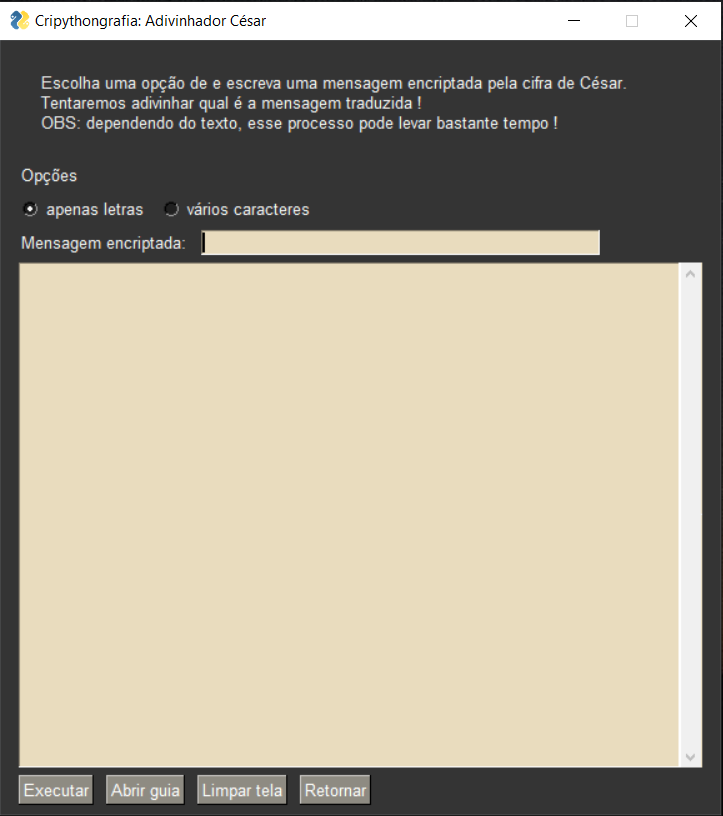 Cripythongrafia: Adivinhador César
Escolha uma opção de e escreva uma mensagem encriptada pela cifra de César.
Tentaremos adivinhar qual é a mensagem traduzida !
OBS: dependendo do texto, esse processo pode levar bastante tempo !
Opções
apenas letras vários caracteres
Mensagem encriptada:
Executar Abrir guia Limpar tela Retornar